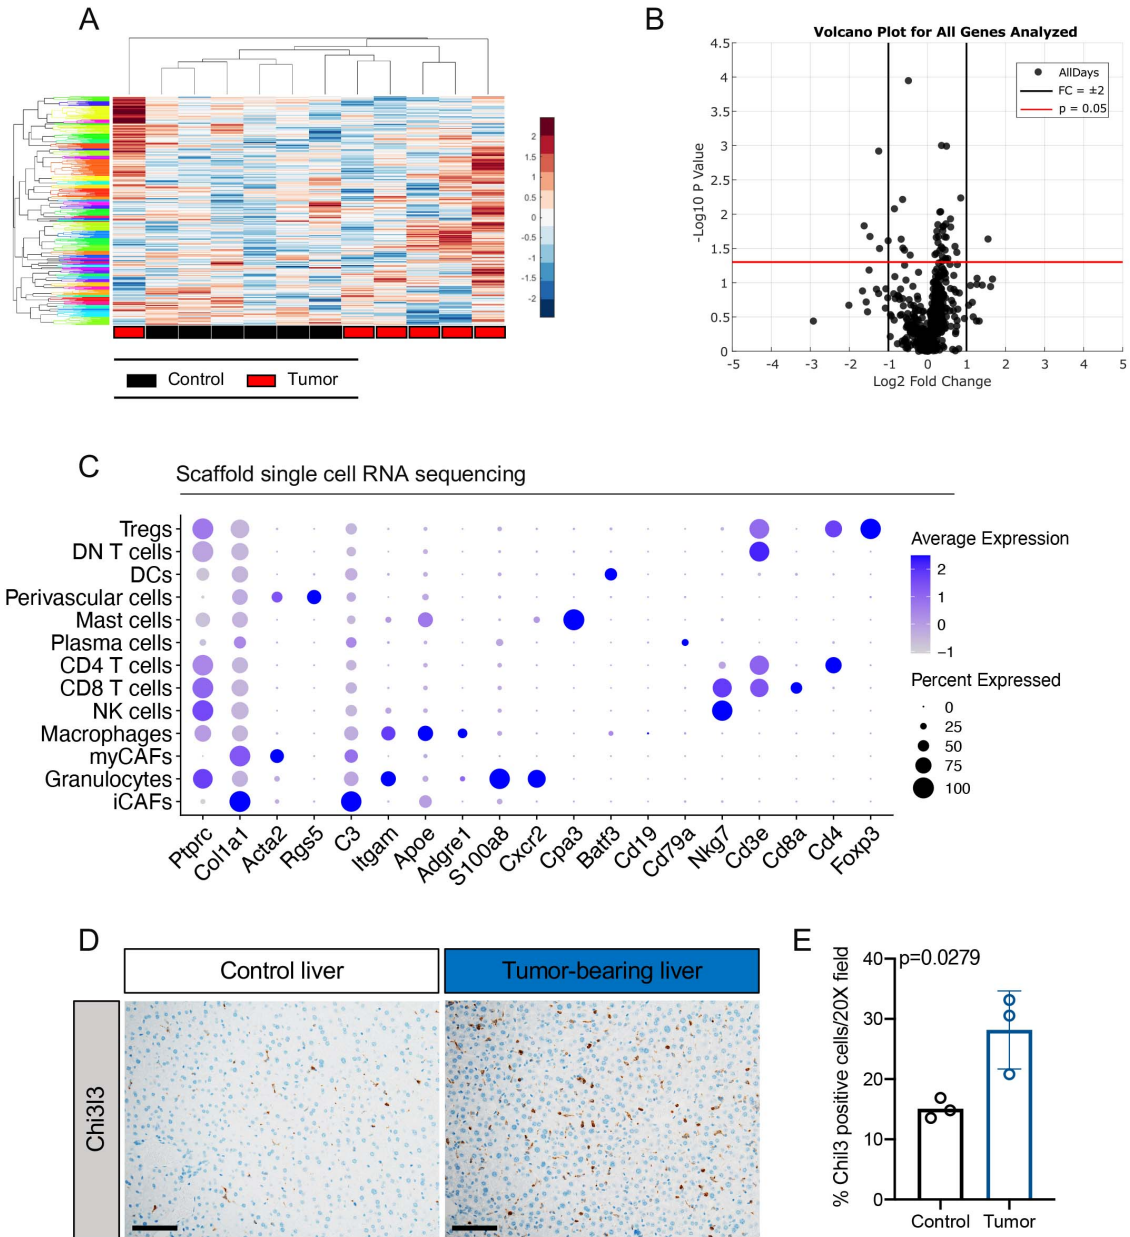 A
2
1.5
1
0.5
0
-0.5
-1
-1.5
-2
Control
Tumor
B
Volcano Plot for All Genes Analyzed
-Log10 P Value
4.5
4
3.5
3
2.5
2
1.5
1
0.5
0
-5 -4 -3 -2 -1 0 1 2 3 4 5
Log2 Fold Change
AllDays
FC = ±2
p = 0.05
C
Scaffold single cell RNA sequencing
Tregs
DN T cells
DCs
Perivascular cells
Mast cells
Plasma cells
CD4 T cells
CD8 T cells
NK cells
Macrophages
myCAFs
Granulocytes
iCAFs
Ptprc Col1a1 Acta2 Rgs5 C3 Itgam Apoe Adgre1 S100a8 Cxcr2 Cpa3 Batf3 Cd19 Cd79a Nkg7 Cd3e Cd8a Cd4 Foxp3
Average Expression
2
1
0
−1
Percent Expressed
0
25
50
75
100
D
Control liver
Tumor-bearing liver
Chi3l3
E
% Chil3 positive cells/20X field
p=0.0279
40
30
20
10
0
Control Tumor